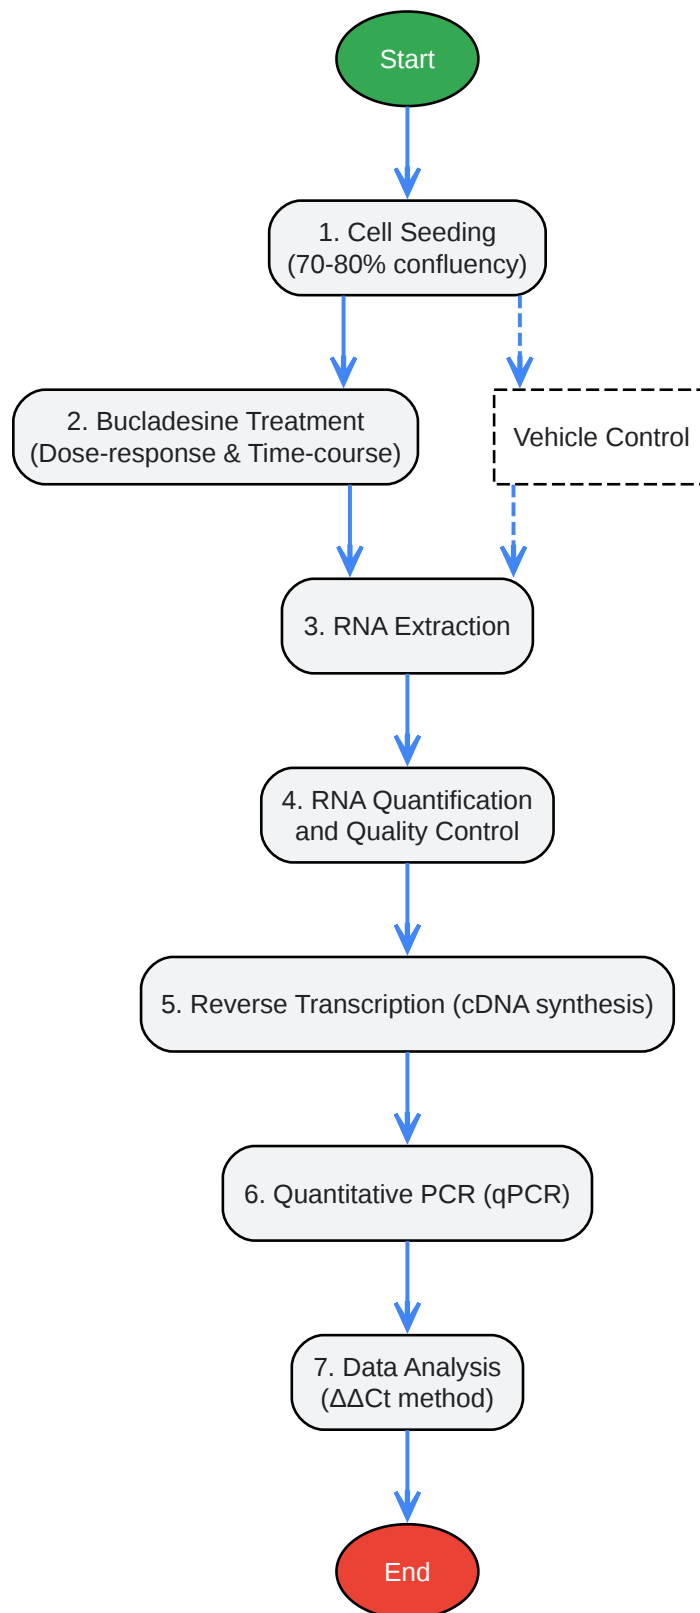 Start
1. Cell Seeding
(70-80% confluency)
2. Bucladesine Treatment
(Dose-response & Time-course)
Vehicle Control
3. RNA Extraction
4. RNA Quantification
and Quality Control
5. Reverse Transcription (cDNA synthesis)
6. Quantitative PCR (qPCR)
7. Data Analysis
(ΔΔCt method)
End